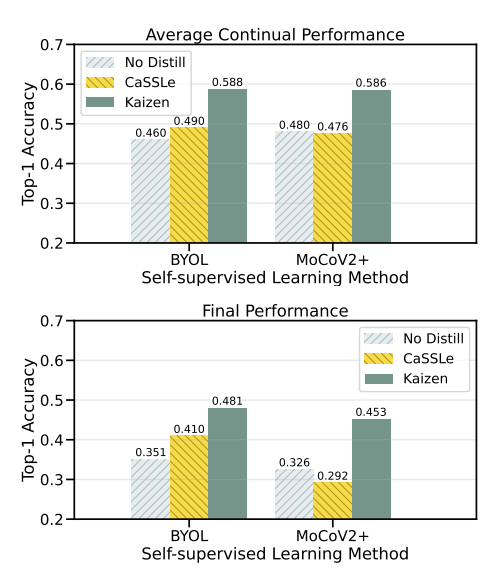 Average Continual Performance
0.7
0.6
0.5
0.4
0.3
0.2
Top-1 Accuracy
No Distill
CaSSLe
Kaizen
0.460
0.490
0.588
0.480
0.476
0.586
BYOL
MoCoV2+
Self-supervised Learning Method
Final Performance
0.7
0.6
0.5
0.4
0.3
0.2
Top-1 Accuracy
No Distill
CaSSLe
Kaizen
0.351
0.410
0.481
0.326
0.292
0.453
BYOL
MoCoV2+
Self-supervised Learning Method